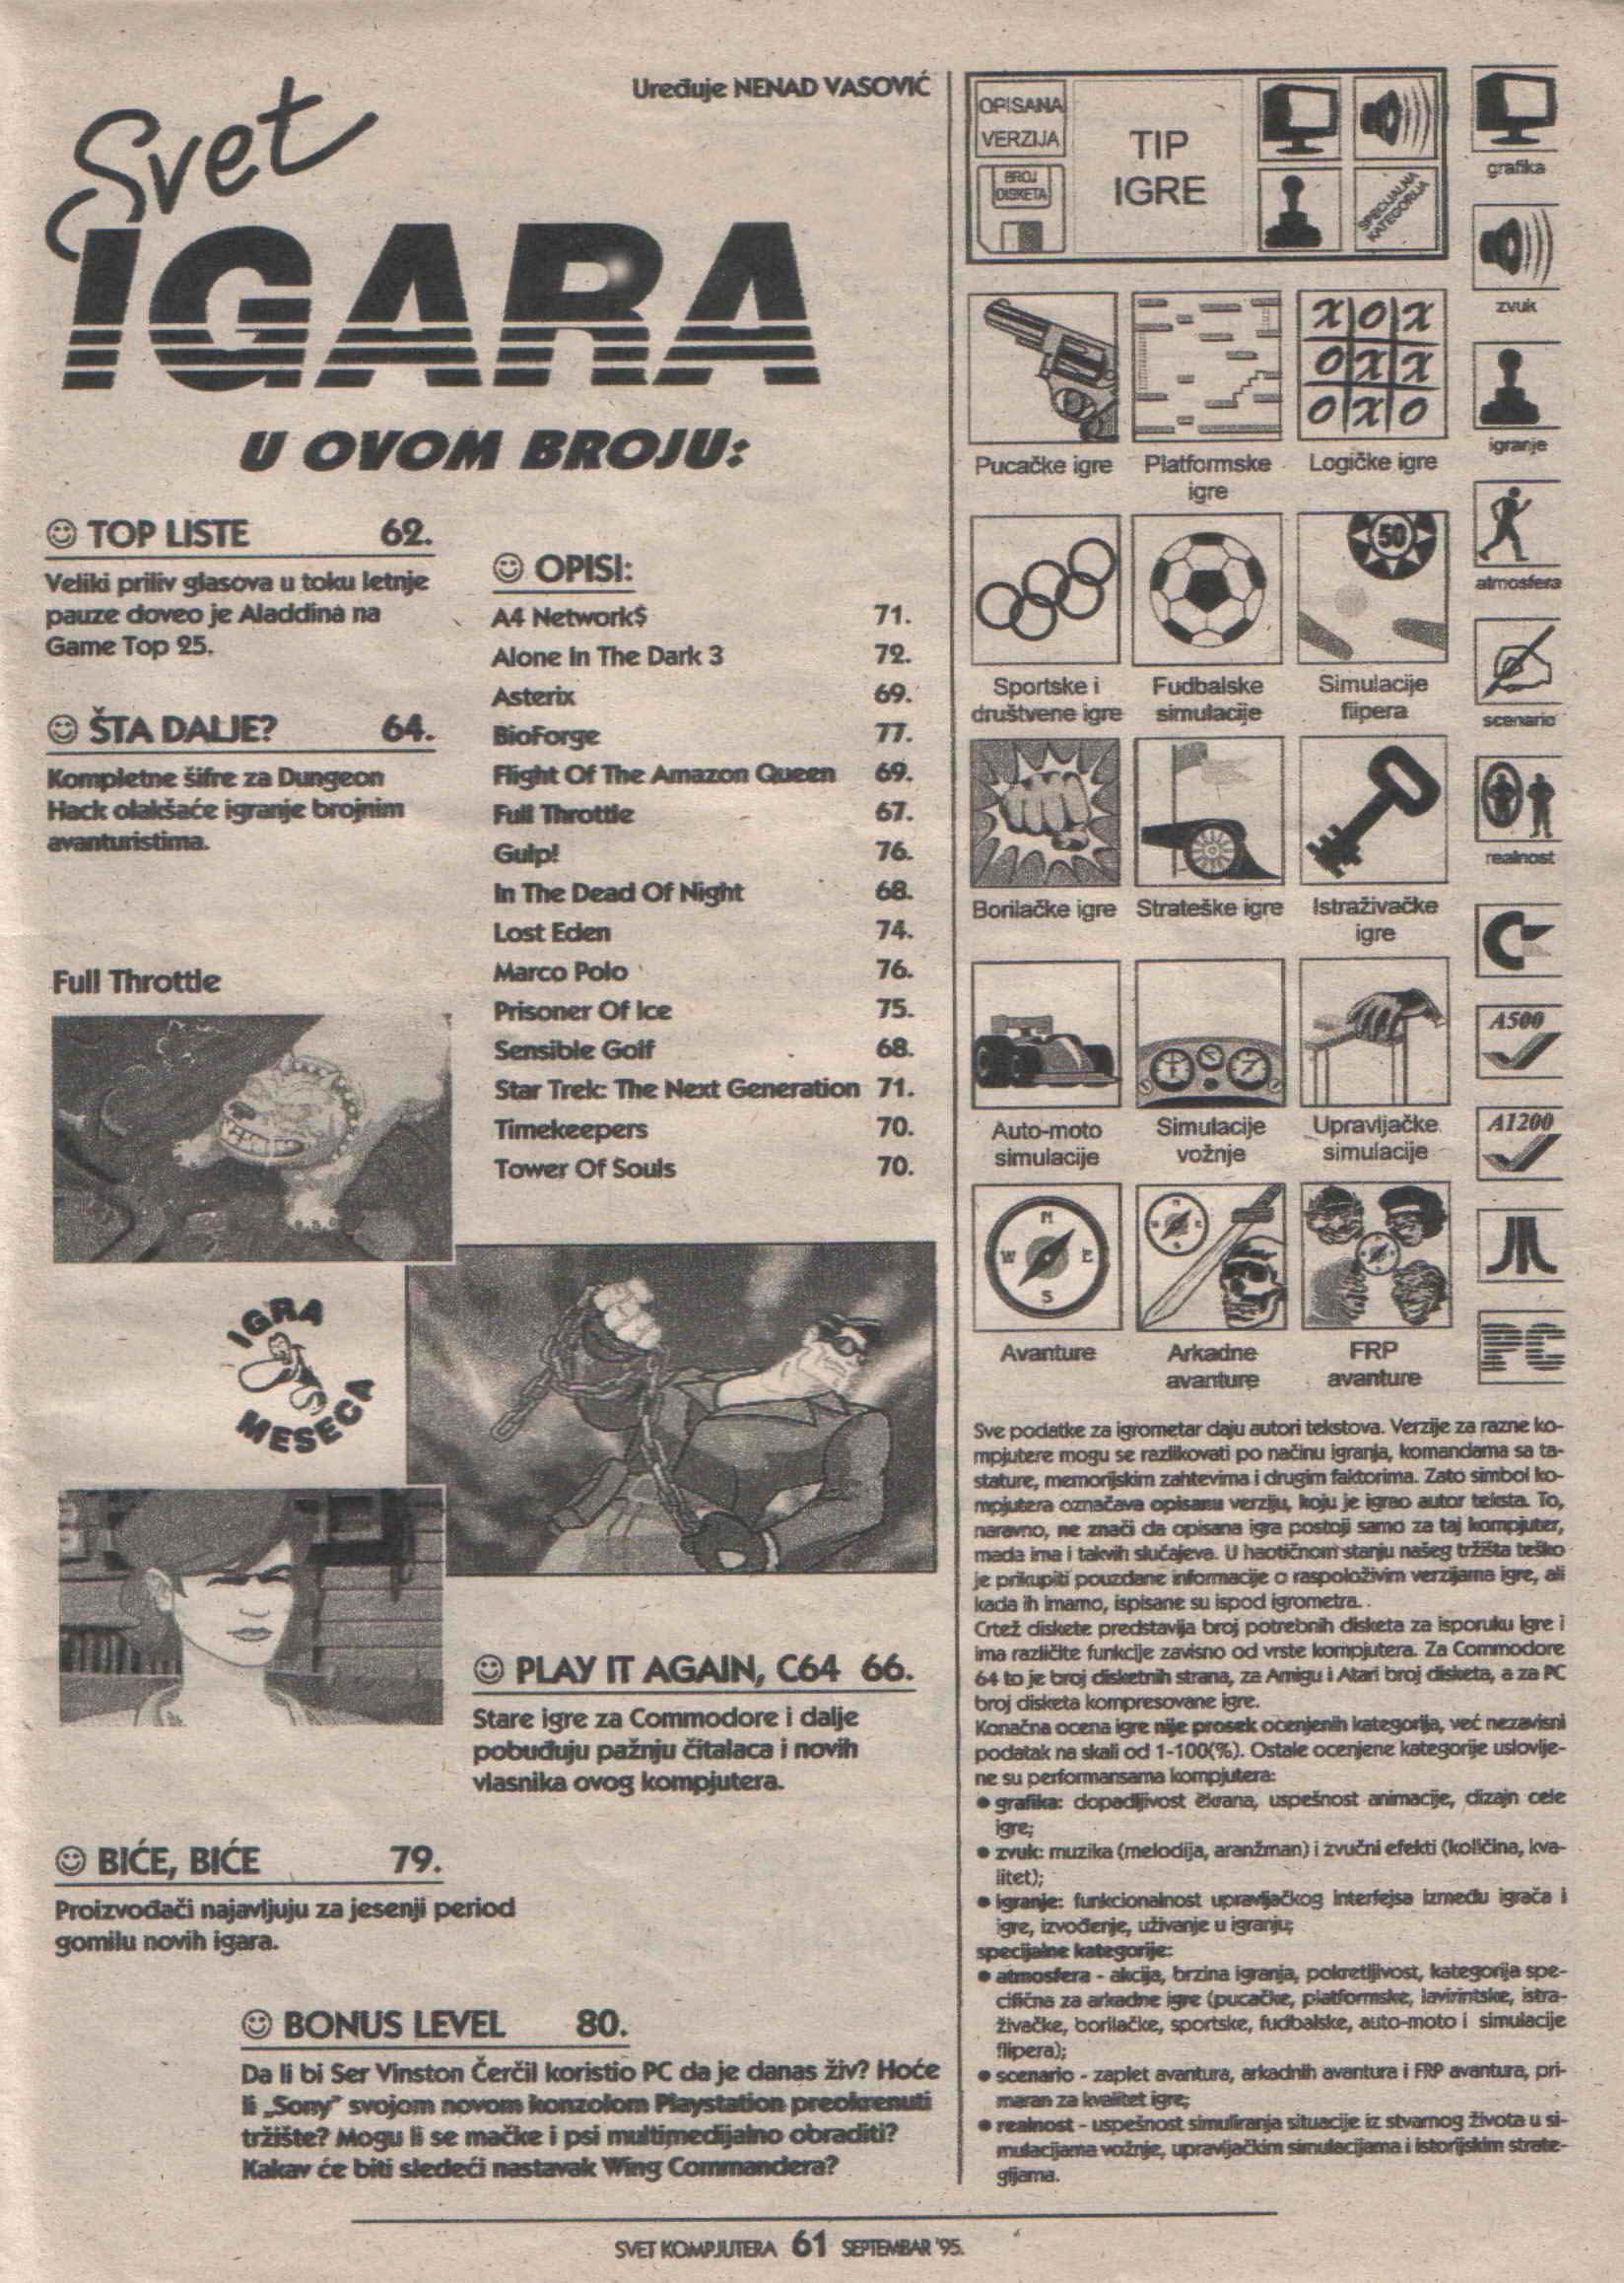 Uređuje NENAD VASOVIĆ
Svet
IGARA
U OVOM BROJU:
TOP LISTE 62.
Veliki priliv glasova u toku letnje
pauze doveo je Aladdina na
Game Top 25.
ŠTA DALJE? 64.
Kompletne šifre za Dungeon
Hack olakšaće igranje brojnim
avanturistima.
Full Throttle
IGRA
MESECA
OPISI:
A4 Network$ 71.
Alone In The Dark 3 72.
Asterix 69.
BioForge 77.
Flight Of The Amazon Queen 69.
Full Throttle 67.
Gulp! 76.
In The Dead Of Night 68.
Lost Eden 74.
Marco Polo 76.
Prisoner Of Ice 75.
Sensible Golf 68.
Star Trek: The Next Generation 71.
Timekeepers 70.
Tower Of Souls 70.
PLAY IT AGAIN, C64 66.
Stare igre za Commodore i dalje
pobuđuju pažnju čitalaca i novih
vlasnika ovog kompjutera.
BIĆE, BIĆE 79.
Proizvođači najavljuju za jesenji period
gomilu novih igara.
BONUS LEVEL 80.
Da li bi Ser Vinston Čerčil koristio PC da je danas živ? Hoće
li „Sony" svojom novom konzolom Playstation preokrenuti
tržište? Mogu li se mačke i psi multimedijalno obraditi?
Kakav će biti sledeći nastavak Wing Commandera?
OPISANA
VERZIJA
BROJ
DISKETA
TIP
IGRE
SPECIJALNA
KATEGORIJA
X O X
O X X
O X O
Pucačke igre Platformske Logičke igre
igre
50
Sportske i Fudbalske Simulacije
društvene igre simulacije flipera
Borilačke igre Strateške igre Istraživačke
igre
Auto-moto Simulacije Upravljačke
simulacije vožnje simulacije
N
W E
S
Avanture Arkadne FRP
avanture avanture
grafika
zvuk
igranje
atmosfera
scenario
realnost
A500
A1200
PC
Sve podatke za igrometar daju autori tekstova. Verzije za razne ko-
mpjutere mogu se razlikovati po načinu igranja, komandama sa ta-
stature, memorijskim zahtevima i drugim faktorima. Zato simbol ko-
mpjutera označava opisanu verziju, koju je igrao autor teksta. To,
naravno, ne znači da opisana igra postoji samo za taj kompjuter,
mada ima i takvih slučajeva. U haotičnom stanju našeg tržišta teško
je prikupiti pouzdane informacije o raspoloživim verzijama igre, ali
kada ih imamo, ispisane su ispod igrometra.
Crtež diskete predstavlja broj potrebnih disketa za isporuku igre i
ima različite funkcije zavisno od vrste kompjutera. Za Commodore
64 to je broj disketnih strana, za Amigu i Atari broj disketa, a za PC
broj disketa kompresovane igre.
Konačna ocena igre nije prosek ocenjenih kategorija, već nezavisni
podatak na skali od 1-100(%). Ostale ocenjene kategorije uslovlje-
ne su performansama kompjutera:
● grafika: dopadljivost ekrana, uspešnost animacije, dizajn cele
igre;
● zvuk: muzika (melodija, aranžman) i zvučni efekti (količina, kva-
litet);
● igranje: funkcionalnost upravljačkog interfejsa između igrača i
igre, izvođenje, uživanje u igranju;
specijalne kategorije:
● atmosfera - akcija, brzina igranja, pokretljivost, kategorija spe-
cifična za arkadne igre (pucačke, platformske, lavirintske, istra-
živačke, borilačke, sportske, fudbalske, auto-moto i simulacije
flipera);
● scenario - zaplet avantura, arkadnih avantura i FRP avantura, pri-
maran za kvalitet igre;
● realnost - uspešnost simuliranja situacije iz stvarnog života u si-
mulacijama vožnje, upravljačkim simulacijama i istorijskim strate-
gijama.
SVET KOMPJUTERA 61 SEPTEMBAR '95.